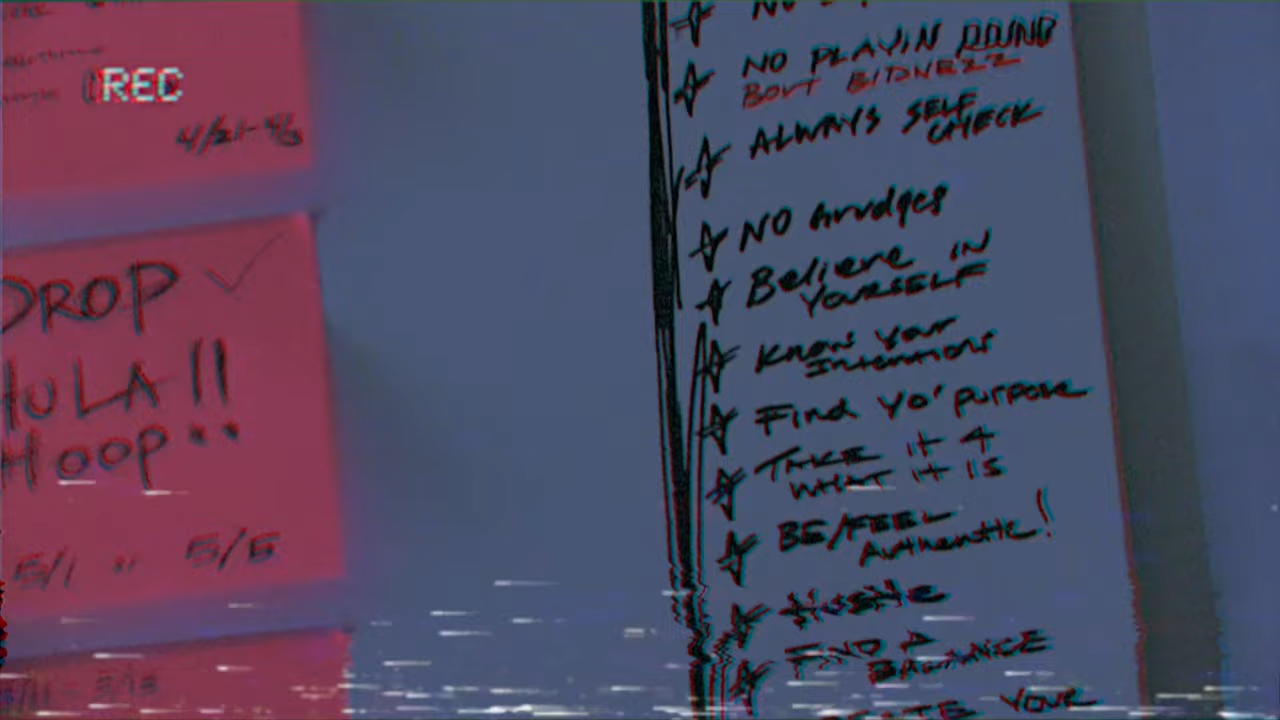 REC
4/21-4/3
DROP ✓
HULA !!
HOOP..
5/1 .. 5/5
NO PLAYIN ROUND
BOUT BIDNEZZ
ALWAYS SELF
CHECK
NO Grudges
Believe IN
YOURSELF
Know Your
Intentions
Find Yo' purpose
TAKE IT 4
WHAT IT IS
BE/FEEL
Authentic!
Hustle
FIND A
BALANCE
YOUR